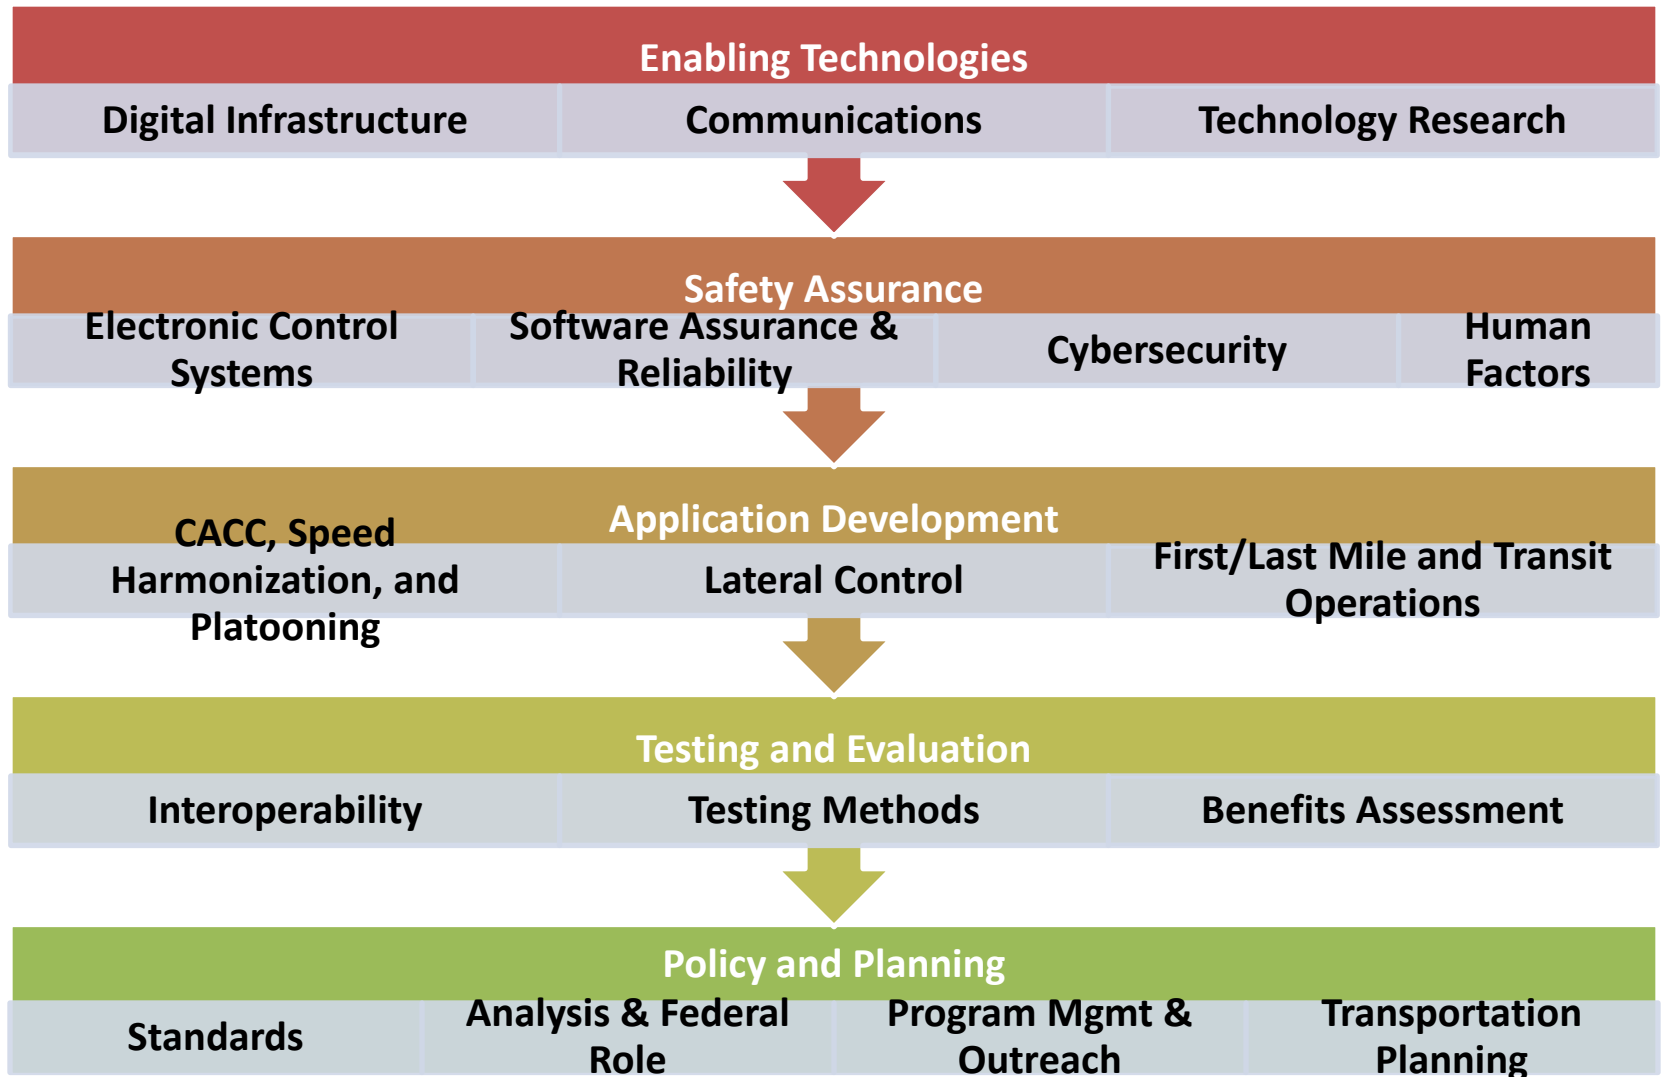 Enabling Technologies
Digital Infrastructure
Communications
Technology Research
Safety Assurance
Electronic Control
Systems
Software Assurance &
Reliability
Cybersecurity
Human
Factors
Application Development
CACC, Speed
Harmonization, and
Platooning
Lateral Control
First/Last Mile and Transit
Operations
Testing and Evaluation
Interoperability
Testing Methods
Benefits Assessment
Policy and Planning
Standards
Analysis & Federal
Role
Program Mgmt &
Outreach
Transportation
Planning